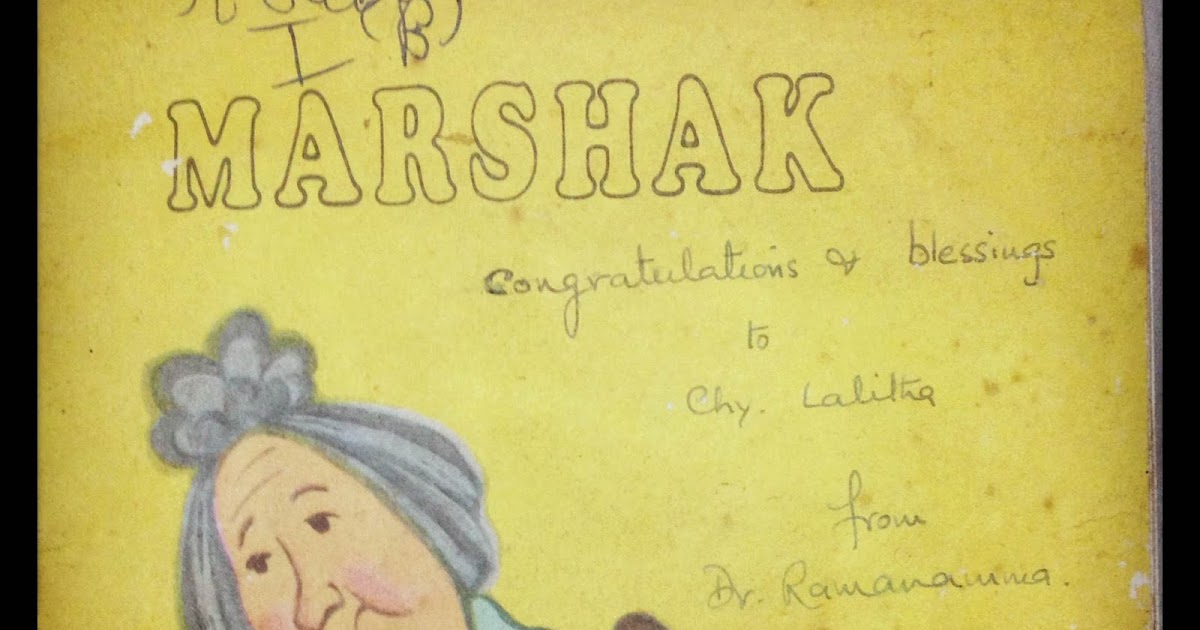 I (B)
MARSHAK
Congratulations & blessings
to
Chy. Lalitha
from
Dr. Ramanamma.